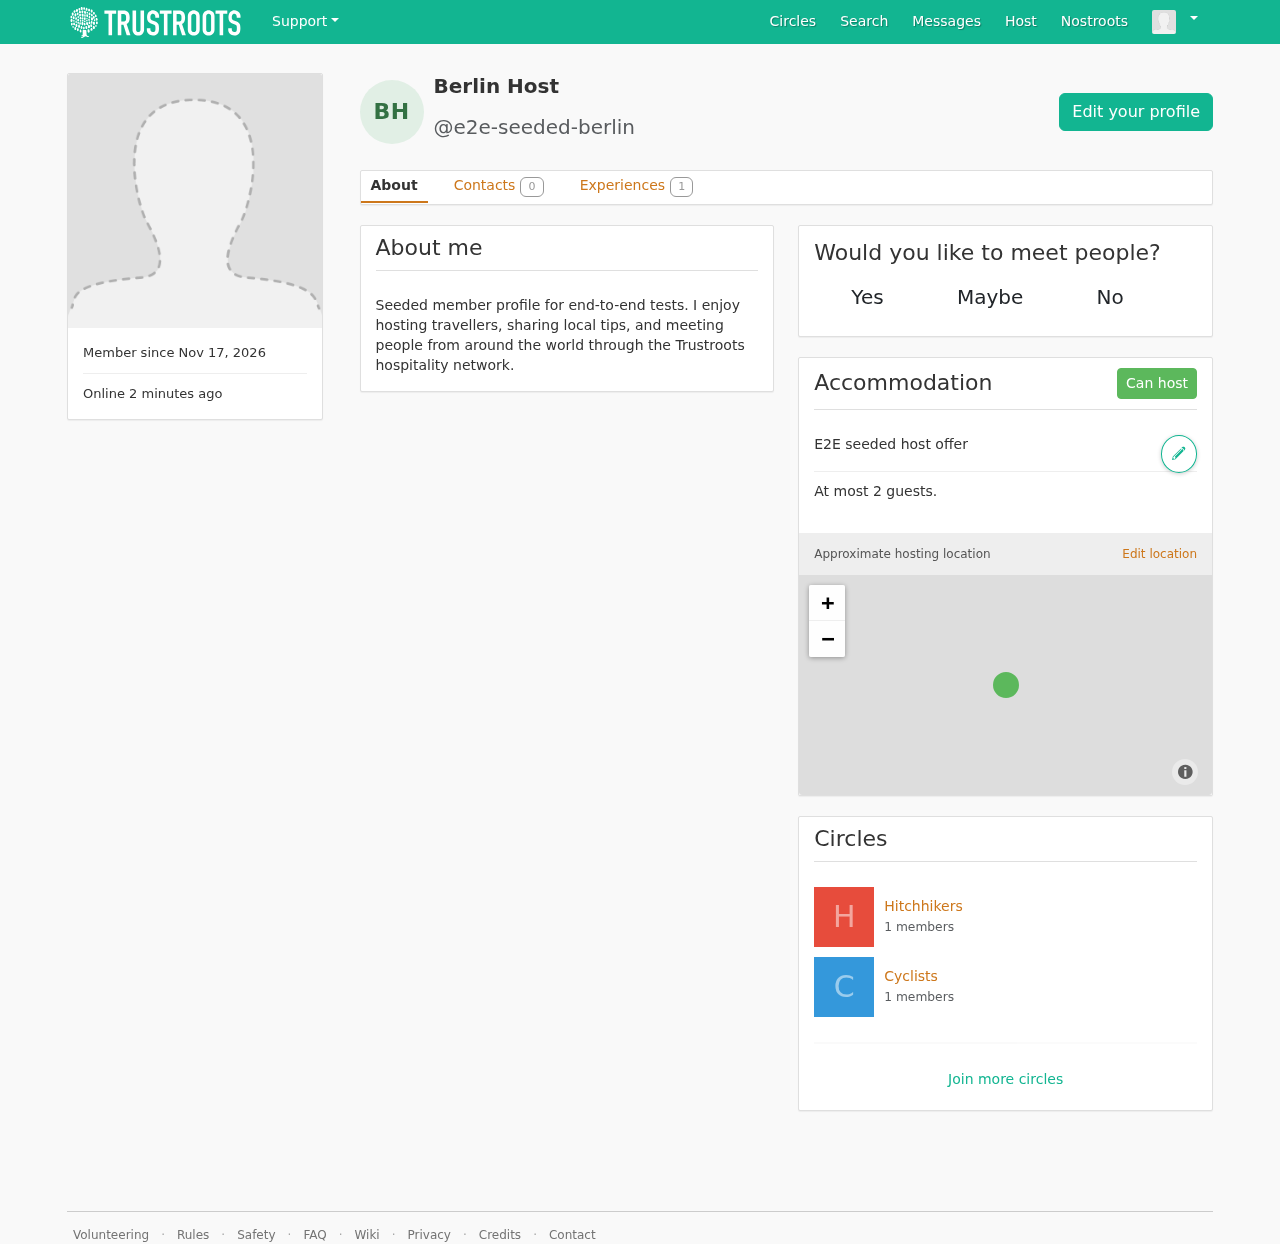 TRUSTROOTS
Support
Circles
Search
Messages
Host
Nostroots
BH
Berlin Host
@e2e-seeded-berlin
Edit your profile
Member since Nov 17, 2026
Online 2 minutes ago
About
Contacts 0
Experiences 1
About me
Seeded member profile for end-to-end tests. I enjoy
hosting travellers, sharing local tips, and meeting
people from around the world through the Trustroots
hospitality network.
Would you like to meet people?
Yes
Maybe
No
Accommodation
Can host
E2E seeded host offer
At most 2 guests.
Approximate hosting location
Edit location
+
−
Circles
H
Hitchhikers
1 members
C
Cyclists
1 members
Join more circles
Volunteering · Rules · Safety · FAQ · Wiki · Privacy · Credits · Contact